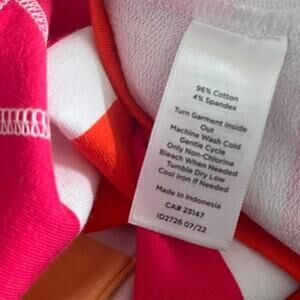 96% Cotton
4% Spandex
Turn Garment Inside
Out
Machine Wash Cold
Gentle Cycle
Only Non-Chlorine
Bleach When Needed
Tumble Dry Low
Cool Iron If Needed
Made in Indonesia
CA# 23147
ID2726 07/22